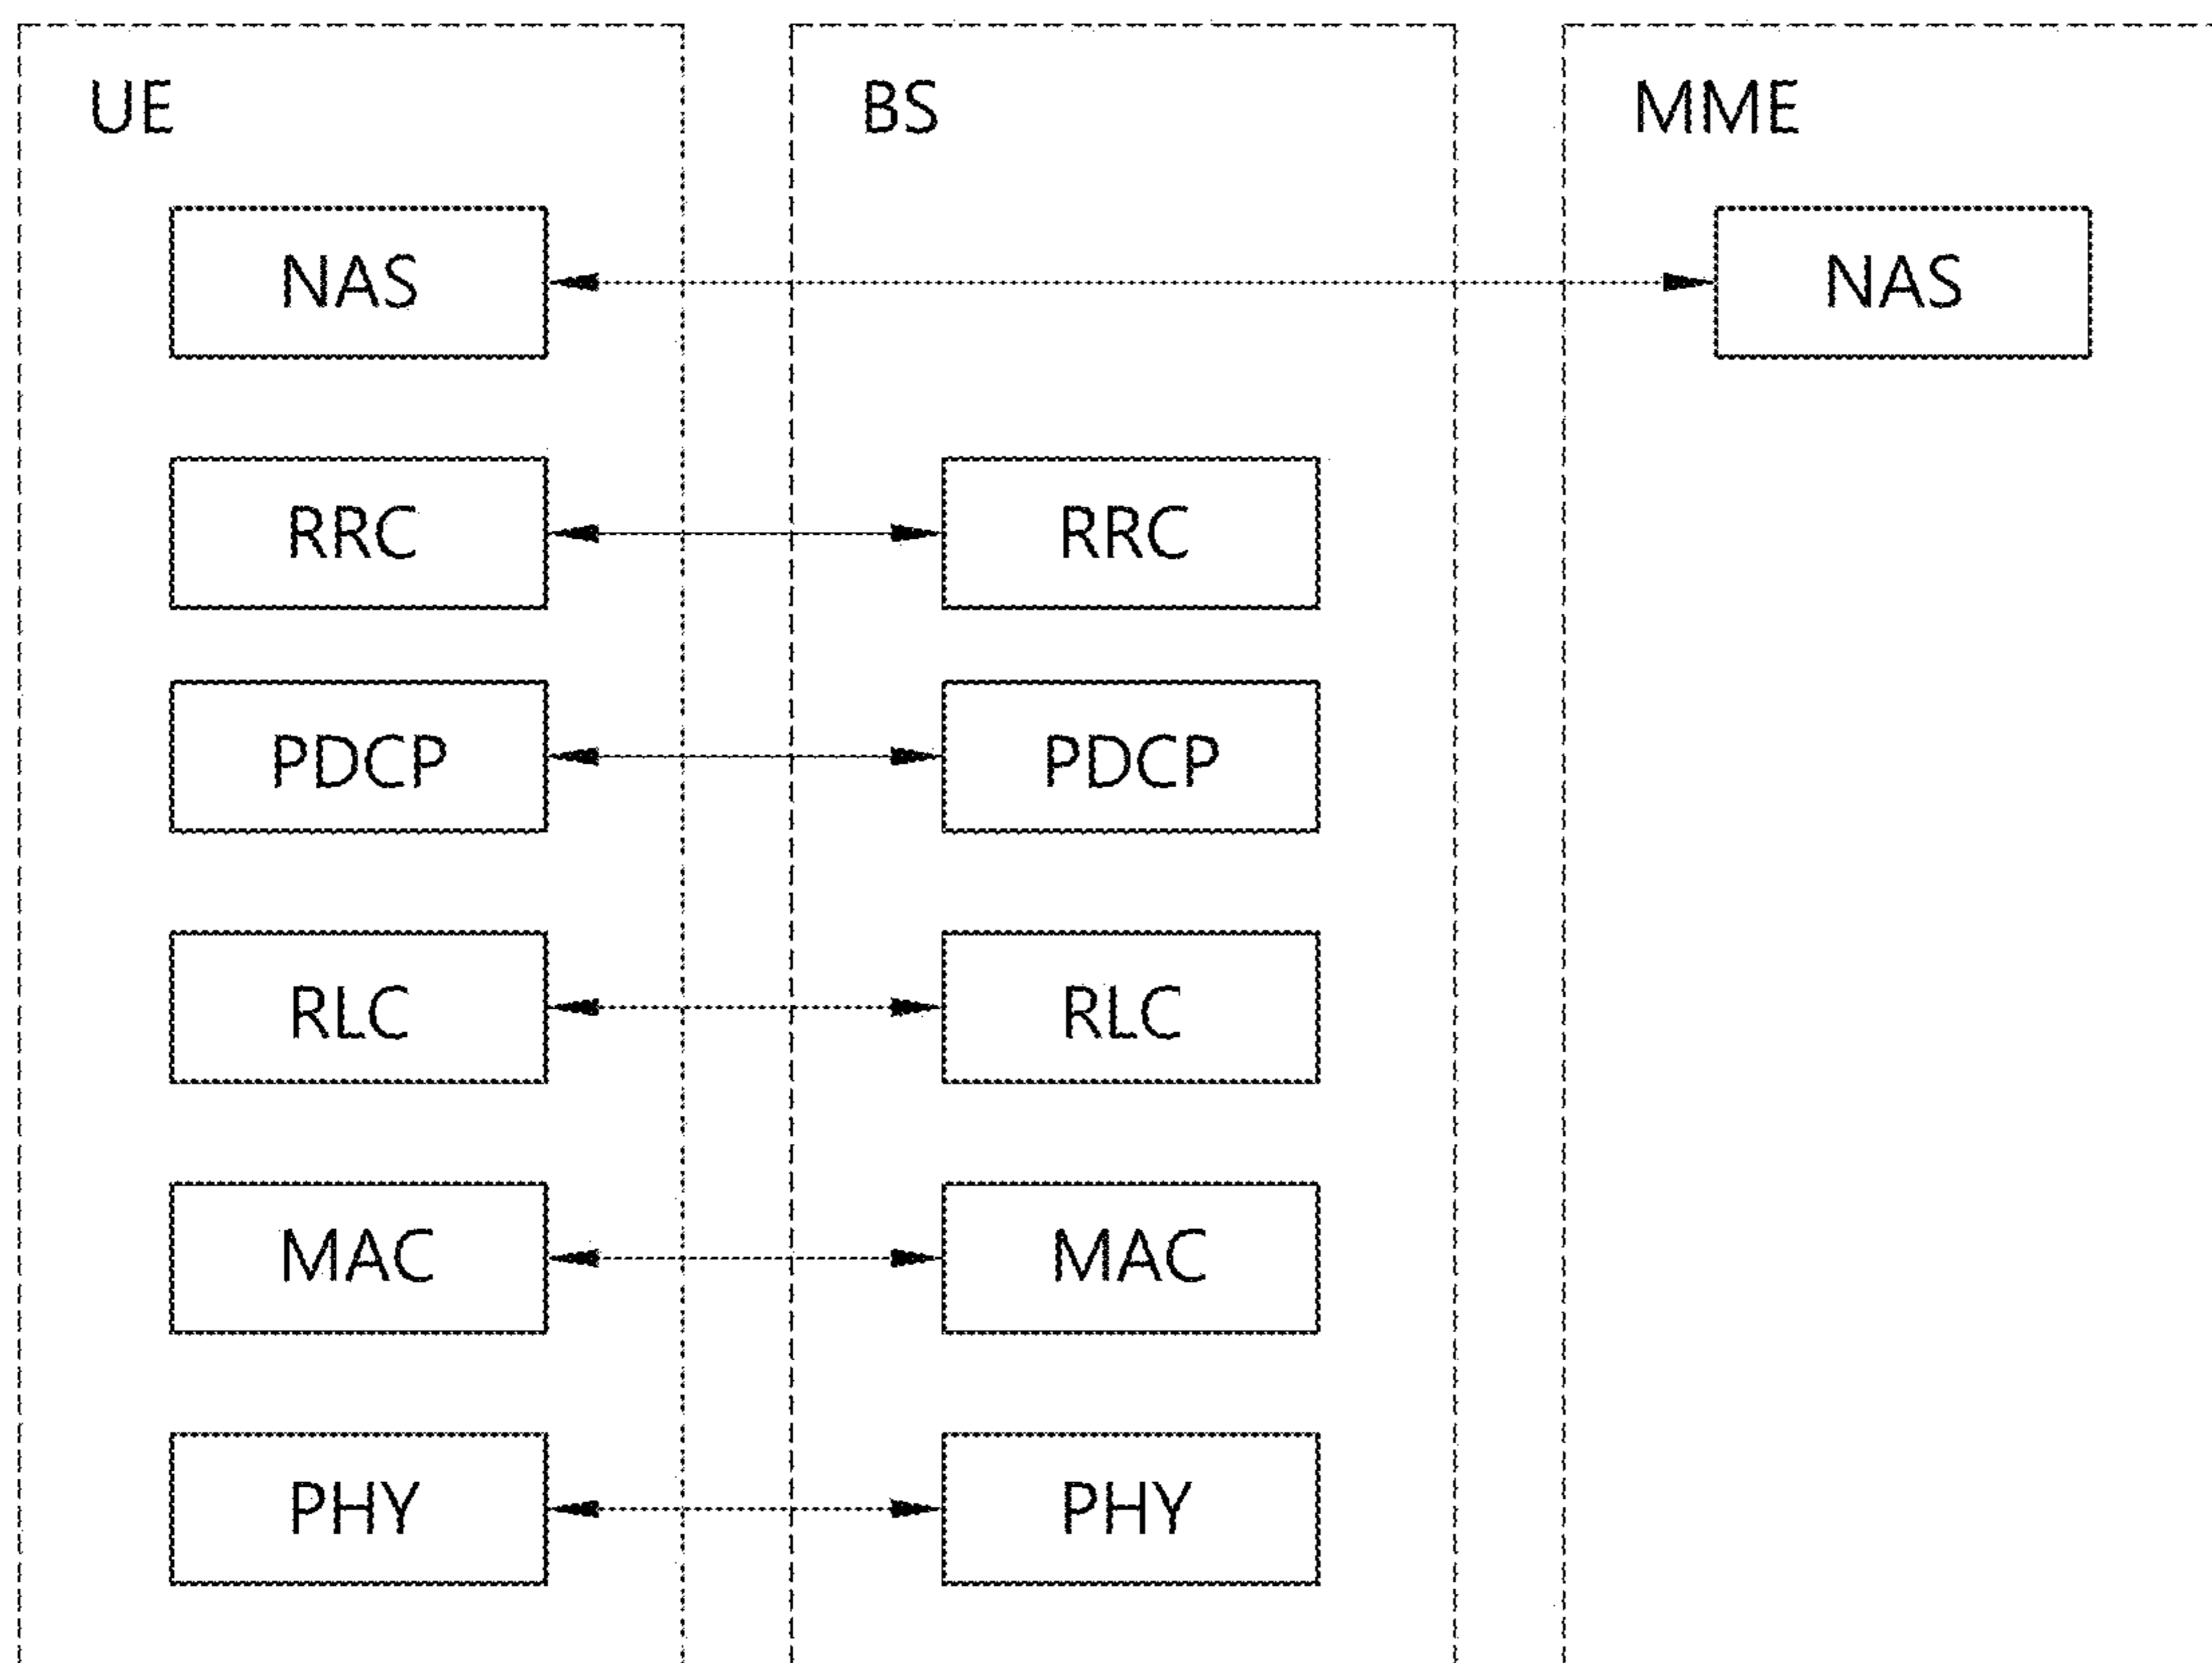 UE BS MME
NAS NAS
RRC RRC
PDCP PDCP
RLC RLC
MAC MAC
PHY PHY